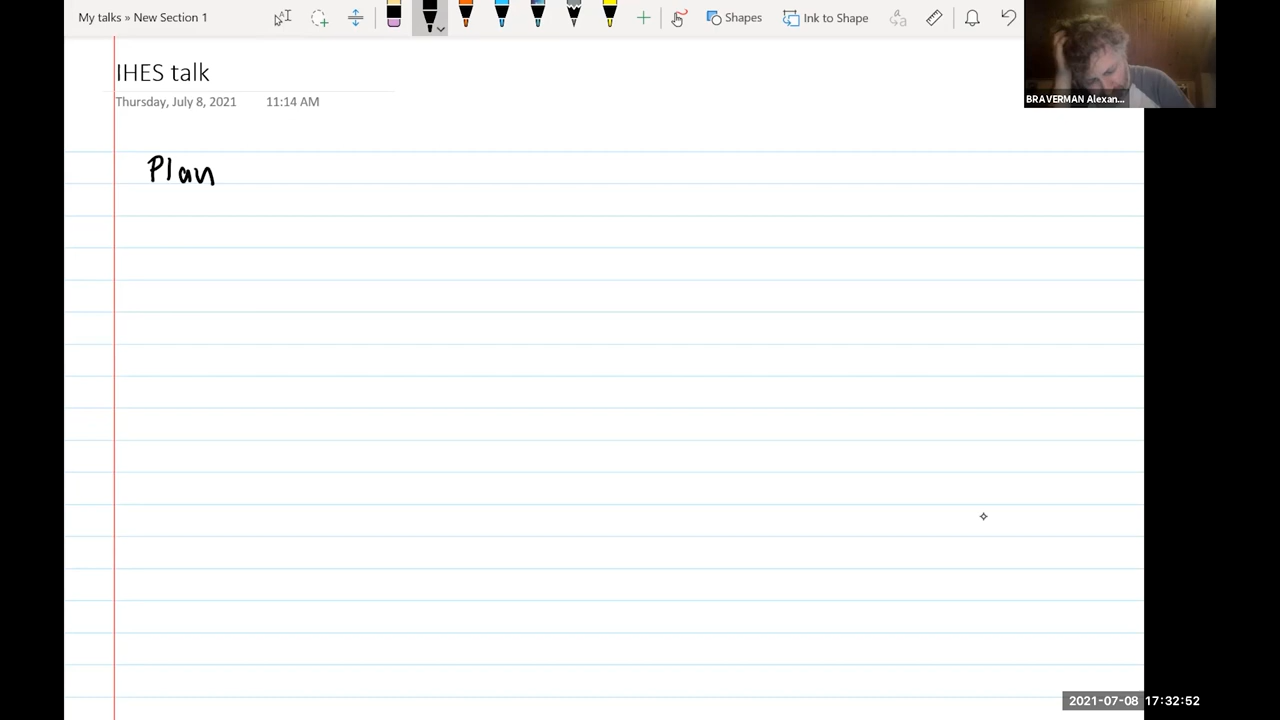 My talks » New Section 1
Shapes
Ink to Shape
IHES talk
Thursday, July 8, 2021 11:14 AM
BRAVERMAN Alexan...
Plan
2021-07-08 17:32:52